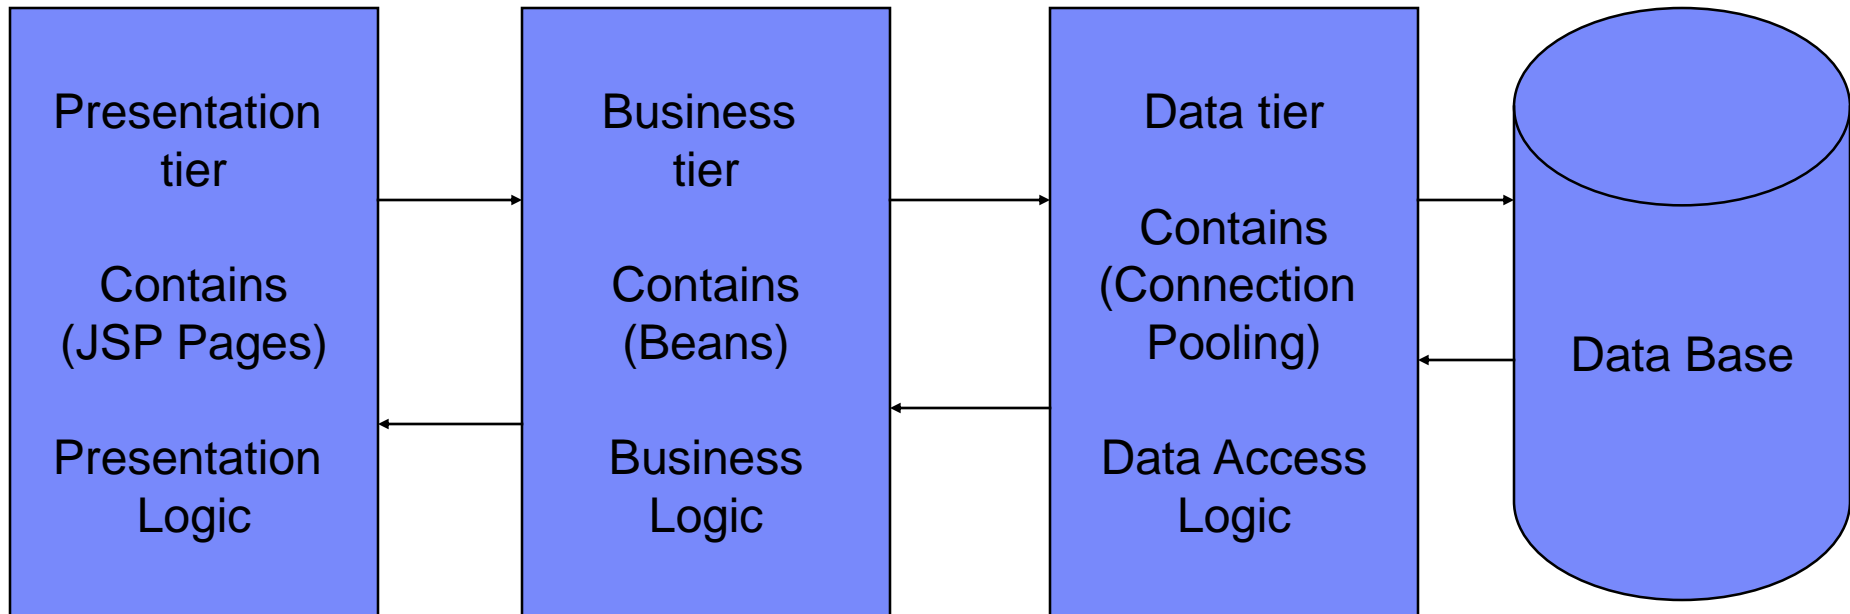 Presentation
tier
Contains
(JSP Pages)
Presentation
Logic
Business
tier
Contains
(Beans)
Business
Logic
Data tier
Contains
(Connection
Pooling)
Data Access
Logic
Data Base